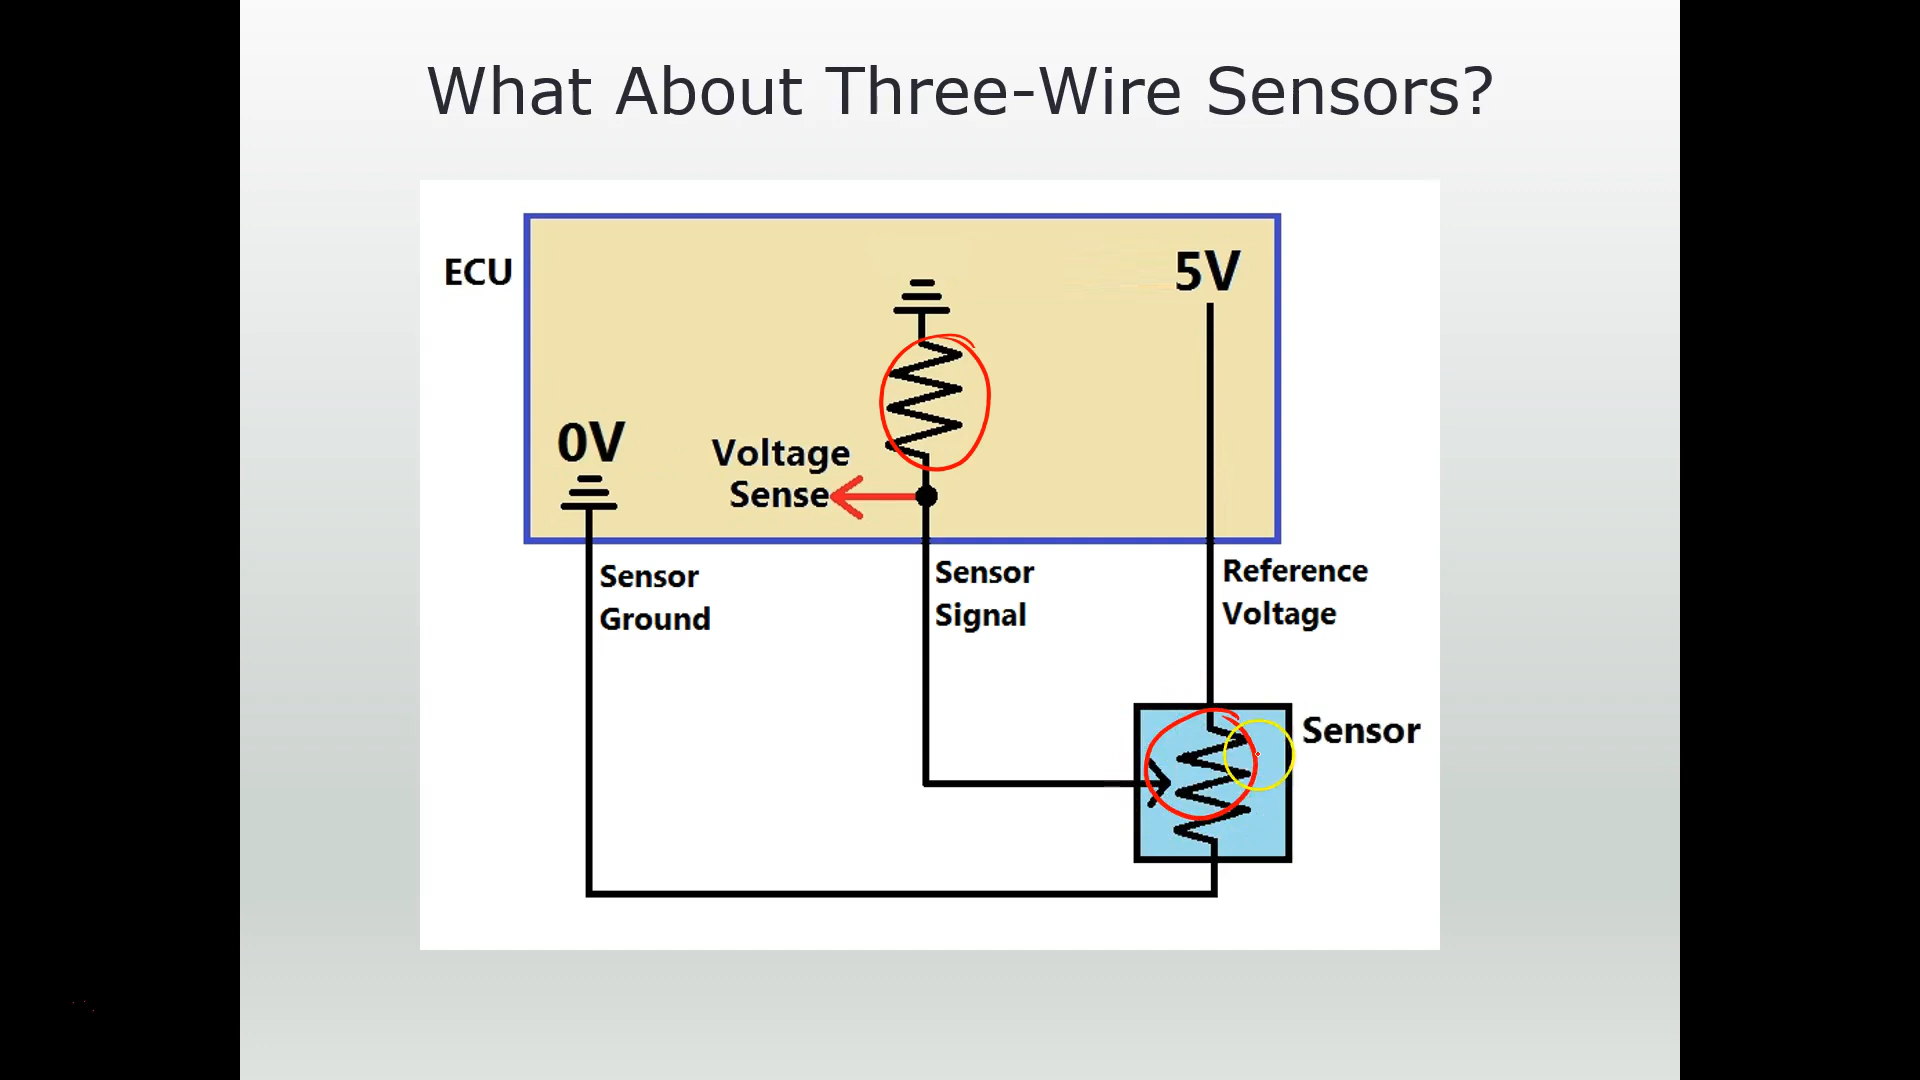 What About Three-Wire Sensors?
ECU
5V
0V
Voltage
Sense
Sensor
Ground
Sensor
Signal
Reference
Voltage
Sensor